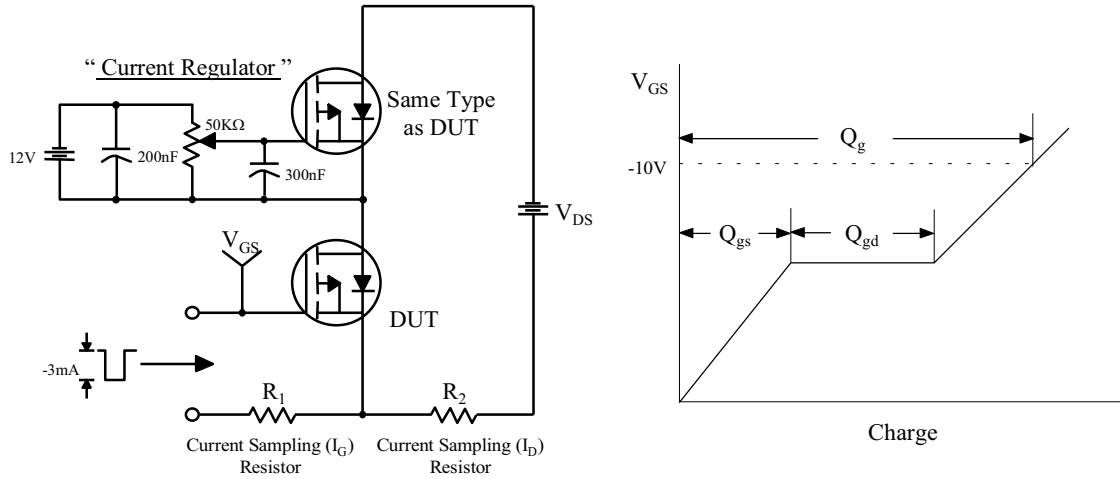 “ Current Regulator ”
Same Type
as DUT
50KΩ
12V
200nF
300nF
V_GS
V_DS
DUT
-3mA
R_1
R_2
Current Sampling (I_G)
Resistor
Current Sampling (I_D)
Resistor
V_GS
Q_g
-10V
Q_gs
Q_gd
Charge